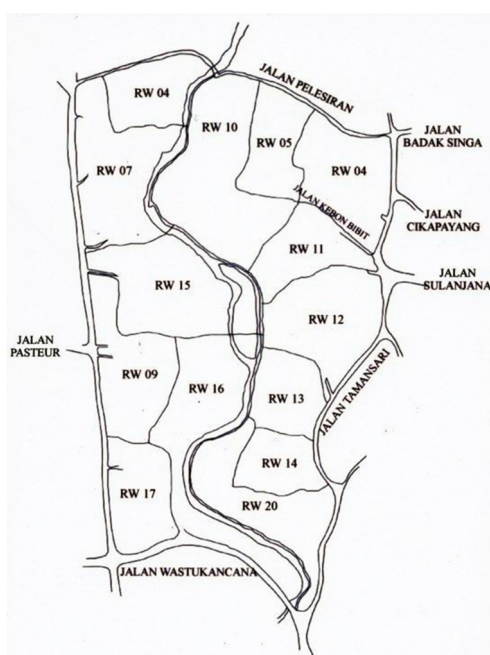 JALAN PELESIRAN
RW 04
RW 10
RW 05
JALAN
BADAK SINGA
RW 07
RW 04
JALAN KEBON BIBIT
JALAN
CIKAPAYANG
RW 11
JALAN
SULANJANA
RW 15
RW 12
JALAN
PASTEUR
RW 09
RW 16
RW 13
JALAN TAMANSARI
RW 14
RW 17
RW 20
JALAN WASTUKANCANA